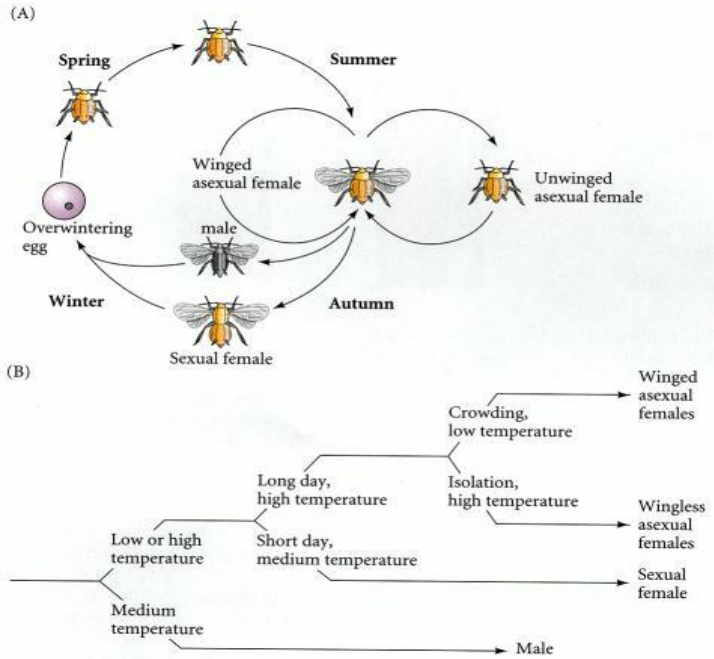 (A)
Spring
Summer
Winged
asexual female
Unwinged
asexual female
Overwintering
egg
male
Winter
Autumn
Sexual female
(B)
Winged
asexual
females
Crowding,
low temperature
Long day,
high temperature
Isolation,
high temperature
Wingless
asexual
females
Low or high
temperature
Short day,
medium temperature
Sexual
female
Medium
temperature
Male